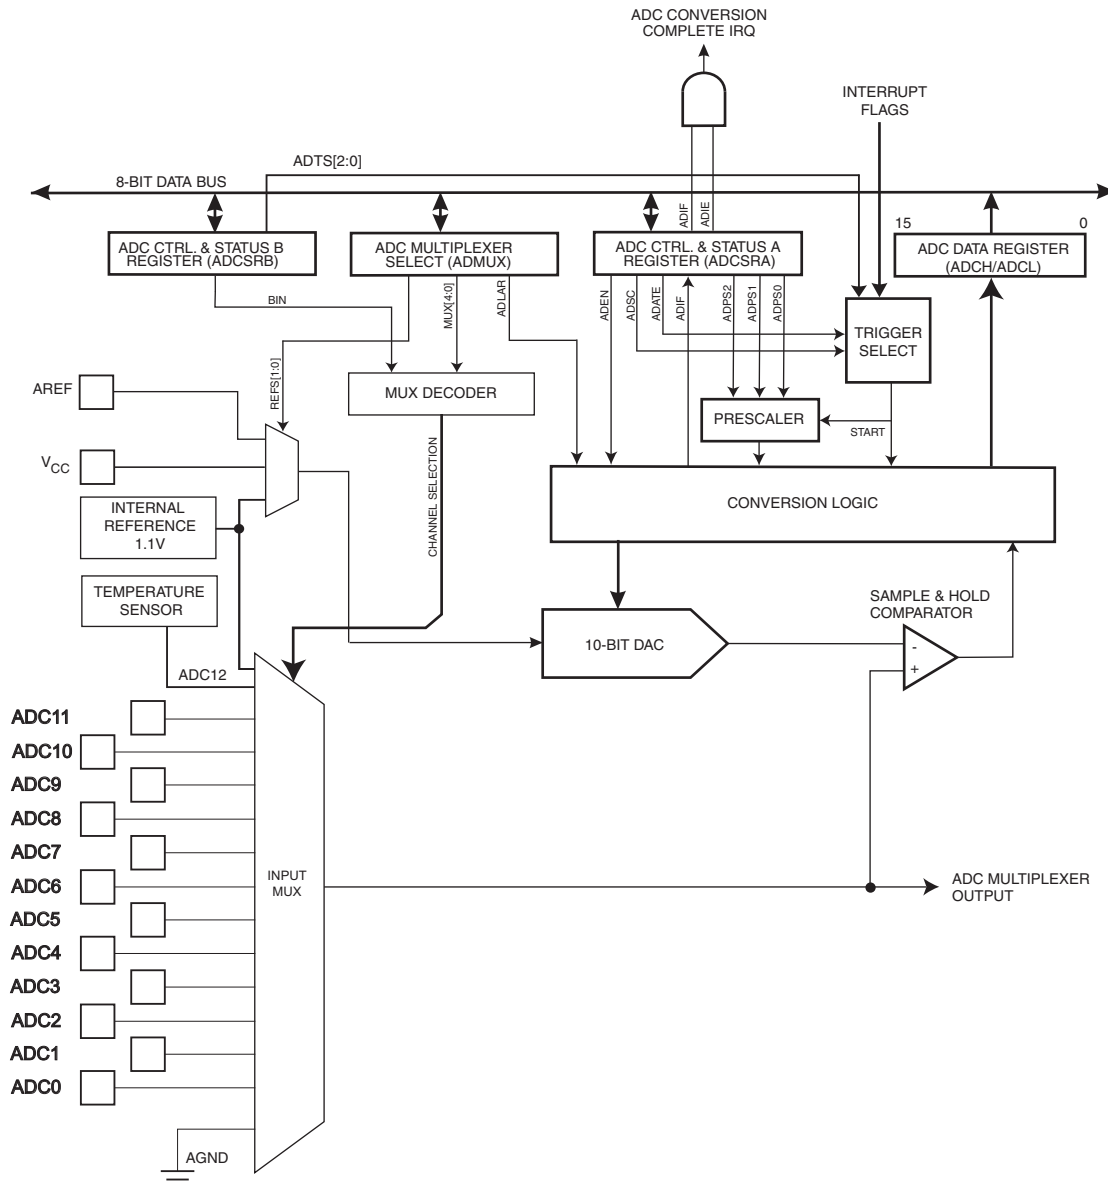 ADC CONVERSION
COMPLETE IRQ
INTERRUPT
FLAGS
ADTS[2:0]
8-BIT DATA BUS
ADIF
ADIE
15
0
ADC CTRL. & STATUS B
REGISTER (ADCSRB)
ADC MULTIPLEXER
SELECT (ADMUX)
ADC CTRL. & STATUS A
REGISTER (ADCSRA)
ADC DATA REGISTER
(ADCH/ADCL)
BIN
MUX[4:0]
ADLAR
ADEN
ADSC
ADATE
ADIF
ADPS2
ADPS1
ADPS0
TRIGGER
SELECT
REFS[1:0]
AREF
MUX DECODER
PRESCALER
START
VCC
CHANNEL SELECTION
INTERNAL
REFERENCE
1.1V
CONVERSION LOGIC
TEMPERATURE
SENSOR
SAMPLE & HOLD
COMPARATOR
10-BIT DAC
-
+
ADC12
ADC11
ADC10
ADC9
ADC8
ADC7
INPUT
MUX
ADC6
ADC MULTIPLEXER
OUTPUT
ADC5
ADC4
ADC3
ADC2
ADC1
ADC0
AGND